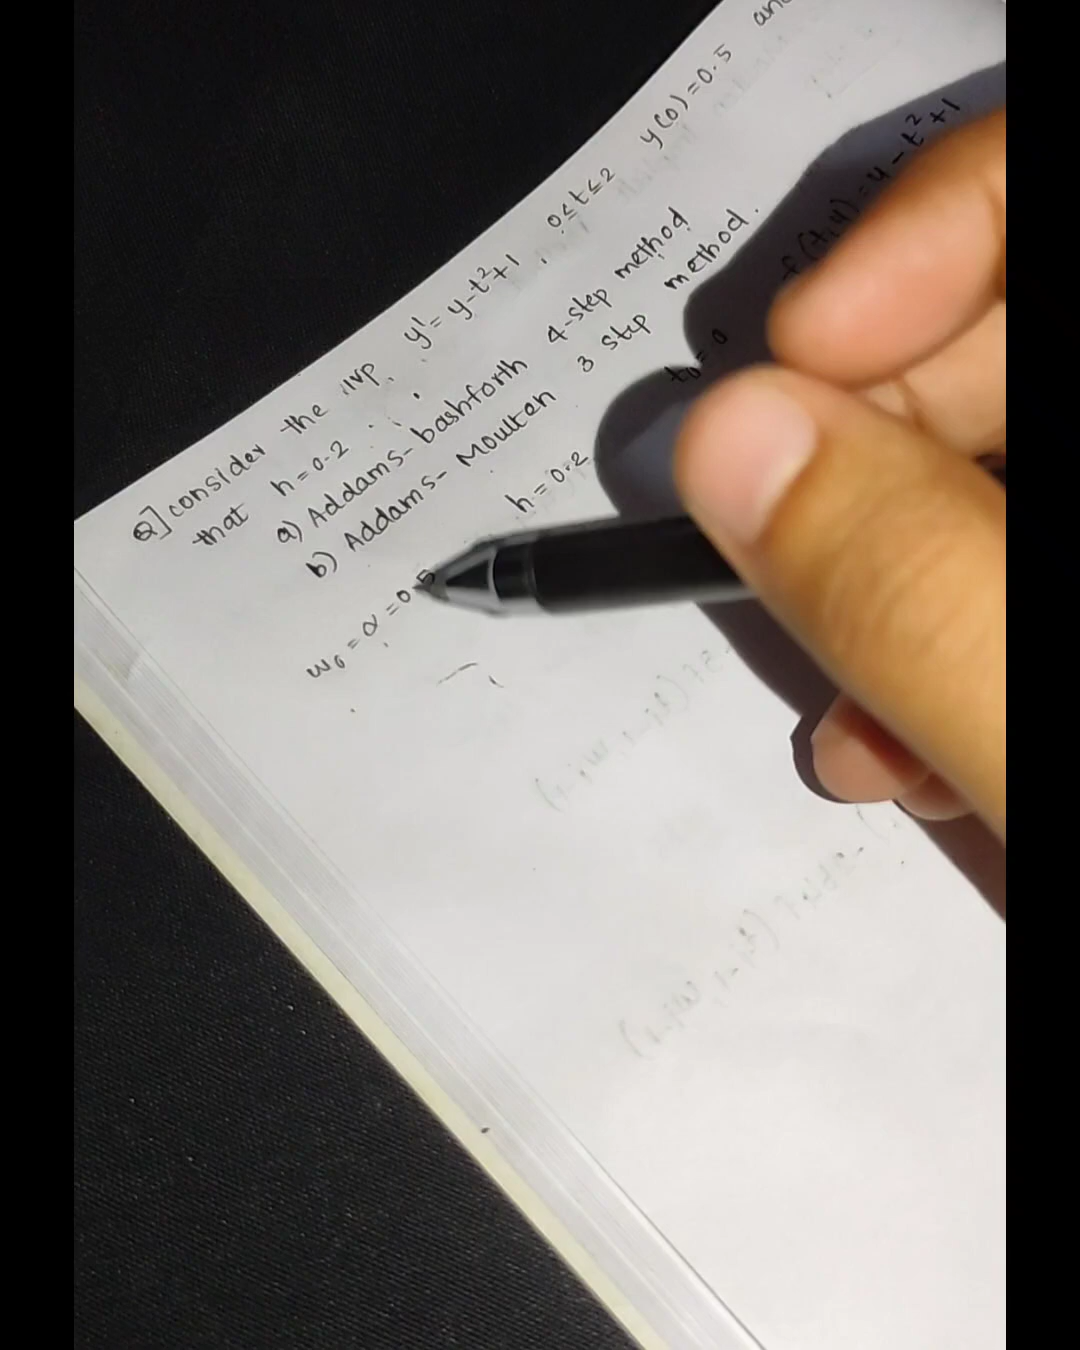 Q] consider the IVP, y' = y-t²+1, 0≤t≤2 y(0)=0.5
that h=0.2
a) Addams-bashforth 4-step method
b) Addams-Moulten 3 step method.
w₀ = α = 0.5 h=0.2 t₀=0 f(t,y)=y-t²+1